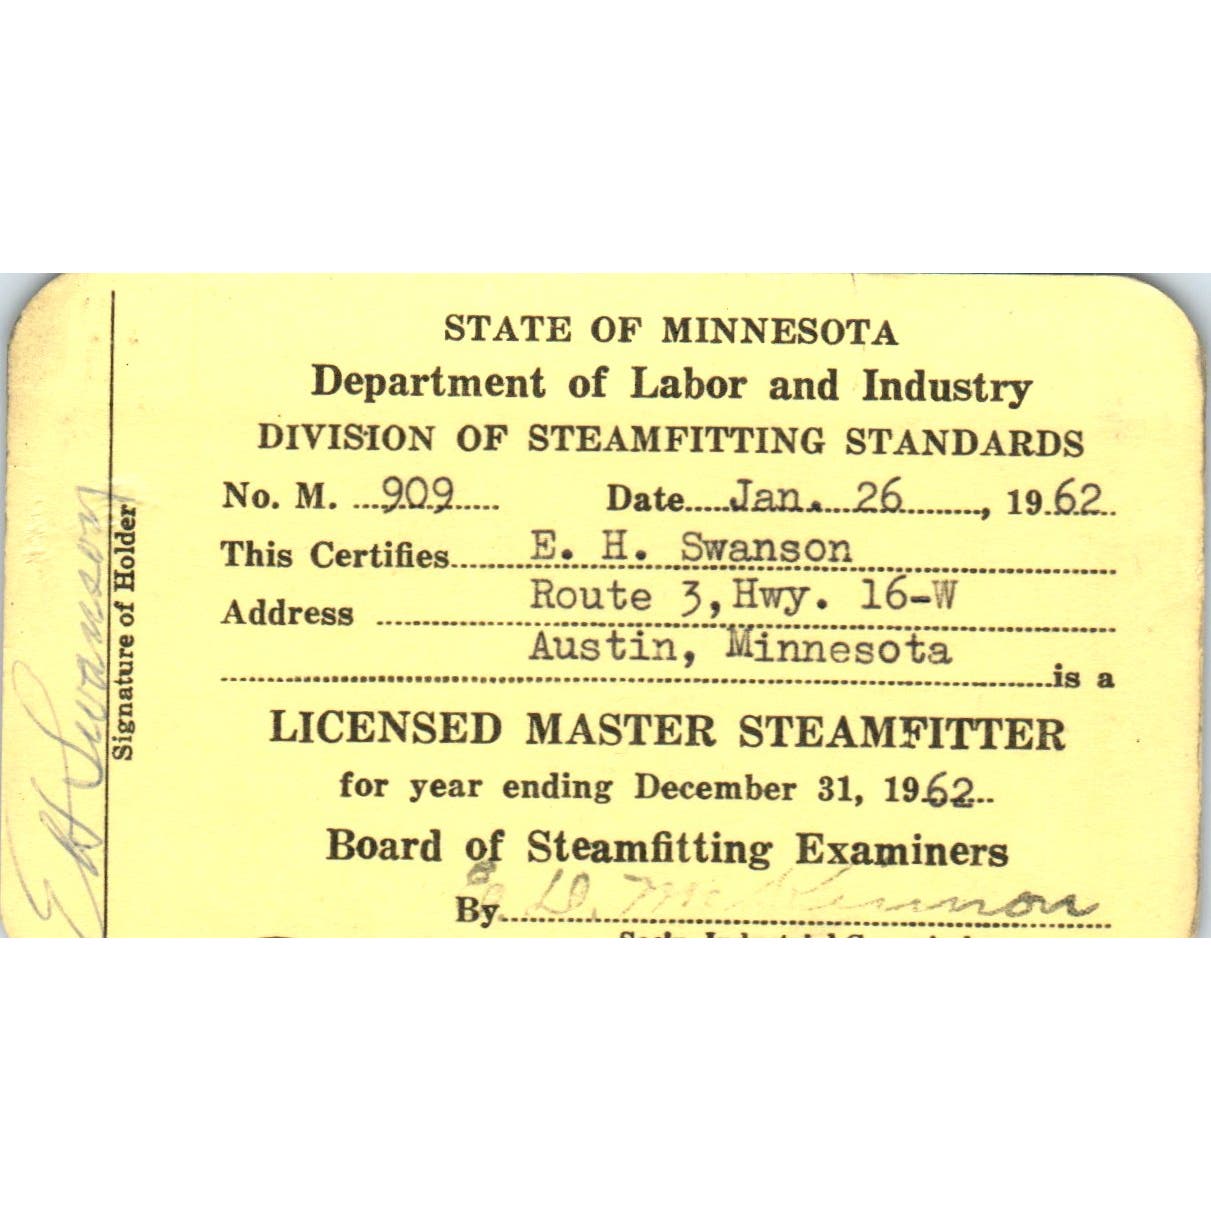 STATE OF MINNESOTA
Department of Labor and Industry
DIVISION OF STEAMFITTING STANDARDS
No. M. 909 Date Jan. 26, 1962
This Certifies E. H. Swanson
Address Route 3, Hwy. 16-W
Austin, Minnesota
is a
LICENSED MASTER STEAMFITTER
for year ending December 31, 1962
Board of Steamfitting Examiners
By
Signature of Holder
E H Swanson